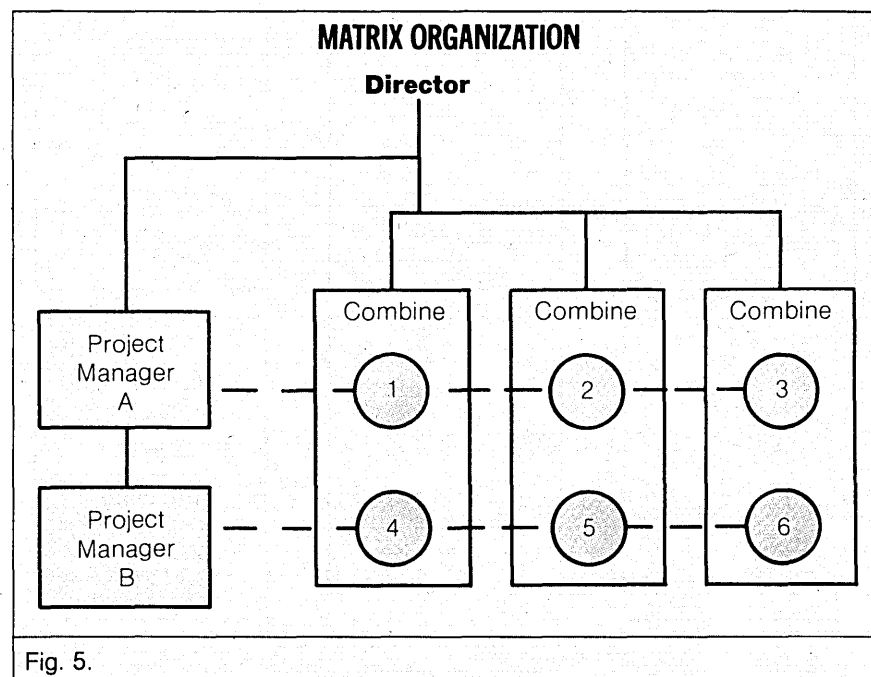 MATRIX ORGANIZATION
Director
Combine Combine Combine
Project
Manager
A
1 2 3
Project
Manager
B
4 5 6
Fig. 5.